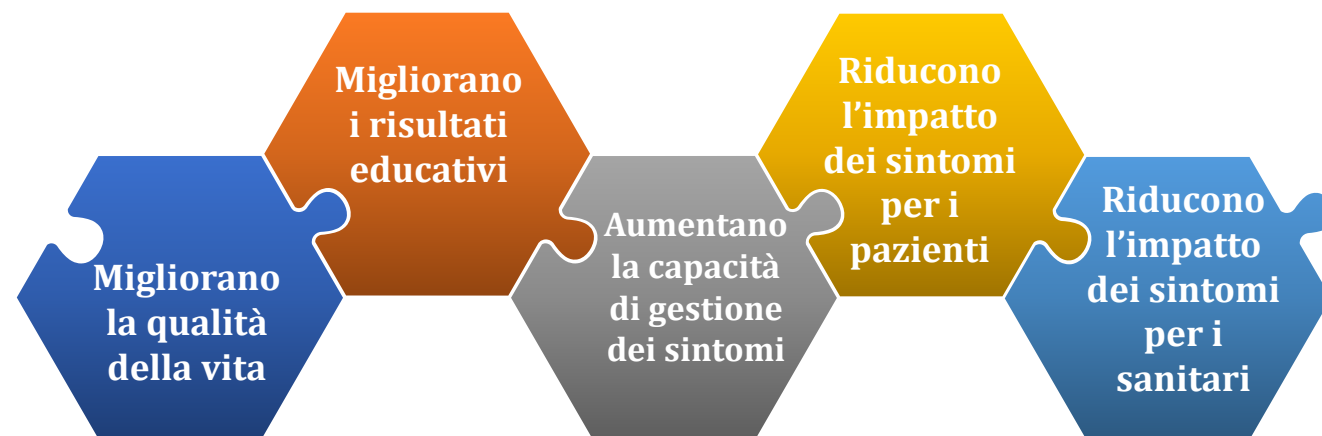 Migliorano
la qualità
della vita
Migliorano
i risultati
educativi
Aumentano
la capacità
di gestione
dei sintomi
Riducono
l’impatto
dei sintomi
per i
pazienti
Riducono
l’impatto
dei sintomi
per i
sanitari